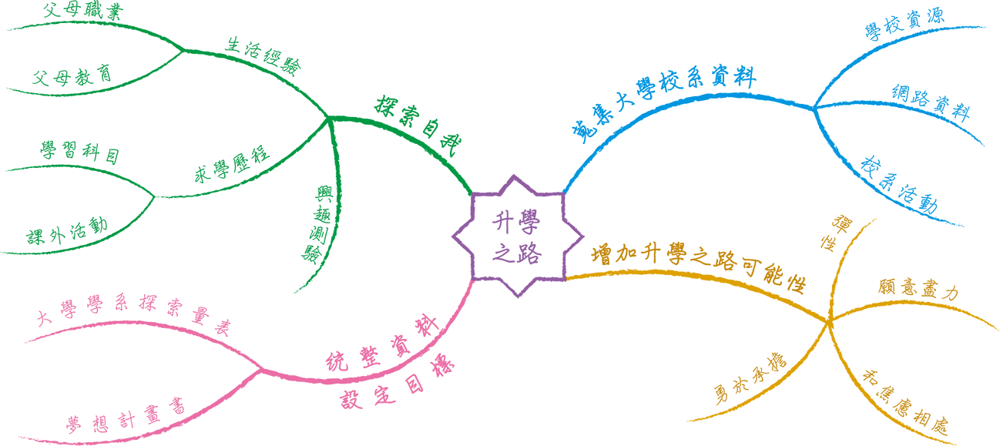 升學
之路
探索自我
生活經驗
父母職業
父母教育
求學歷程
學習科目
課外活動
興趣測驗
蒐集大學校系資料
學校資源
網路資料
校系活動
增加升學之路可能性
彈性
願意盡力
和焦慮相處
勇於承擔
統整資料
設定目標
大學學系探索量表
夢想計畫書